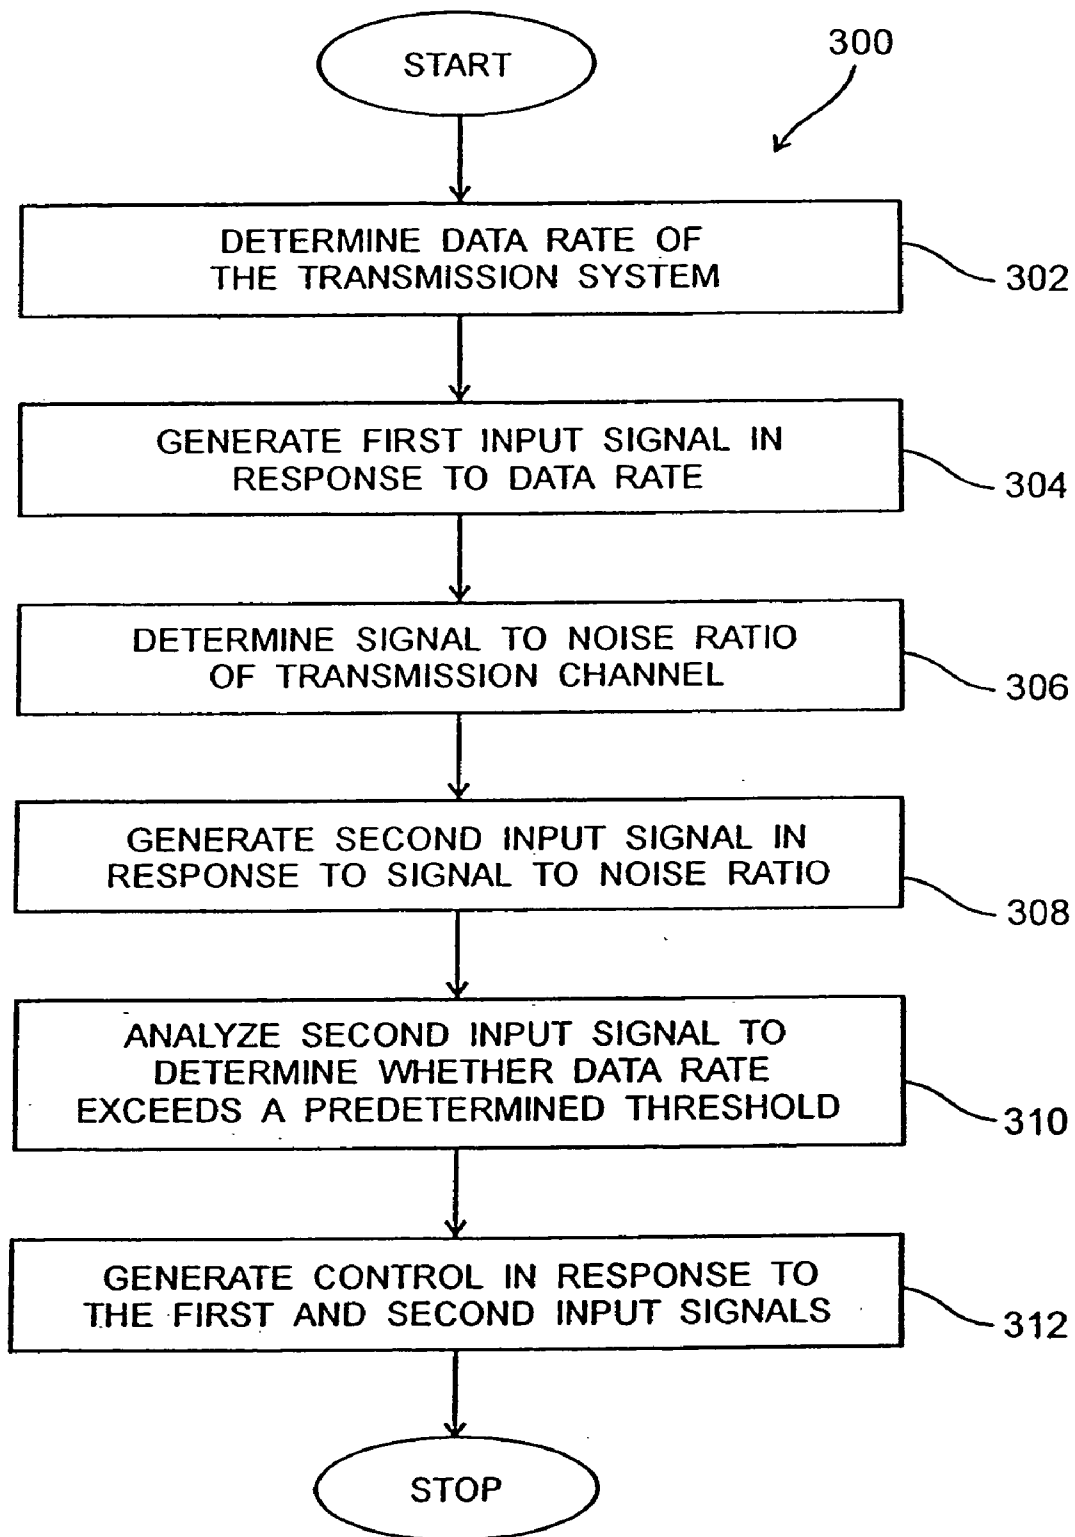 START
300
DETERMINE DATA RATE OF
THE TRANSMISSION SYSTEM
302
GENERATE FIRST INPUT SIGNAL IN
RESPONSE TO DATA RATE
304
DETERMINE SIGNAL TO NOISE RATIO
OF TRANSMISSION CHANNEL
306
GENERATE SECOND INPUT SIGNAL IN
RESPONSE TO SIGNAL TO NOISE RATIO
308
ANALYZE SECOND INPUT SIGNAL TO
DETERMINE WHETHER DATA RATE
EXCEEDS A PREDETERMINED THRESHOLD
310
GENERATE CONTROL IN RESPONSE TO
THE FIRST AND SECOND INPUT SIGNALS
312
STOP